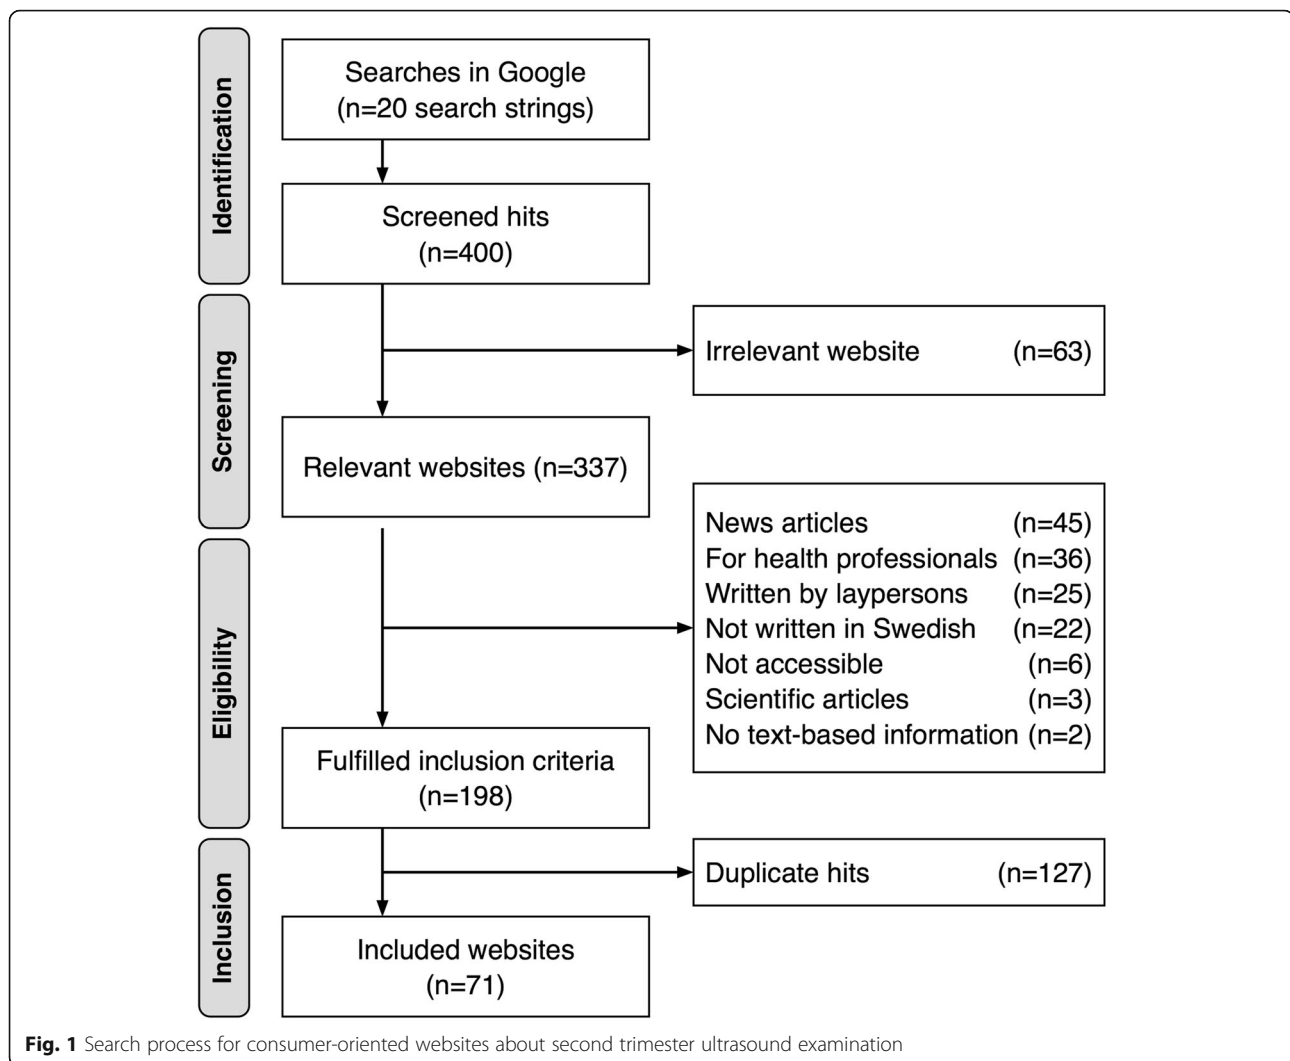 Identification
Searches in Google
(n=20 search strings)
Screened hits
(n=400)
Screening
Irrelevant website (n=63)
Relevant websites (n=337)
Eligibility
News articles (n=45)
For health professionals (n=36)
Written by laypersons (n=25)
Not written in Swedish (n=22)
Not accessible (n=6)
Scientific articles (n=3)
No text-based information (n=2)
Fulfilled inclusion criteria
(n=198)
Inclusion
Duplicate hits (n=127)
Included websites
(n=71)
Fig. 1 Search process for consumer-oriented websites about second trimester ultrasound examination